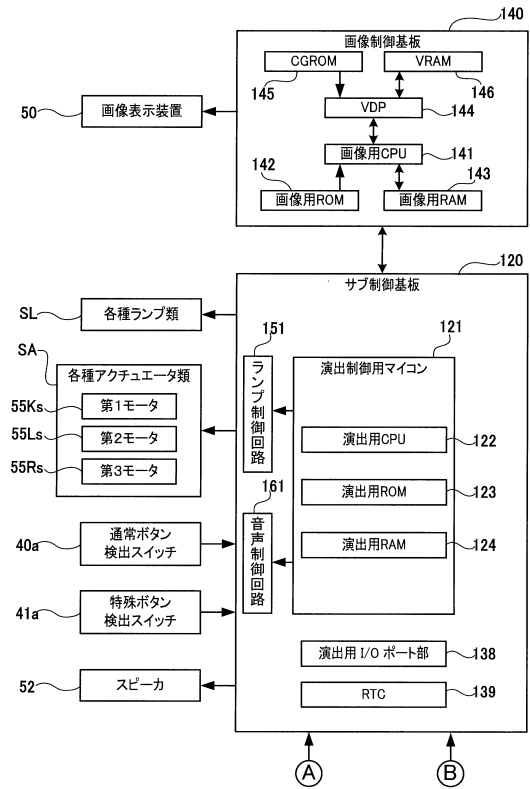 140
画像制御基板
CGROM
VRAM
145
146
50
画像表示装置
VDP
144
画像用CPU
141
142
143
画像用ROM
画像用RAM
120
サブ制御基板
SL
各種ランプ類
151
121
SA
ランプ制御回路
演出制御用マイコン
各種アクチュエータ類
55Ks
第1モータ
55Ls
第2モータ
演出用CPU
122
55Rs
第3モータ
161
演出用ROM
123
音声制御回路
40a
通常ボタン
検出スイッチ
演出用RAM
124
41a
特殊ボタン
検出スイッチ
演出用I/Oポート部
138
52
スピーカ
RTC
139
A
B